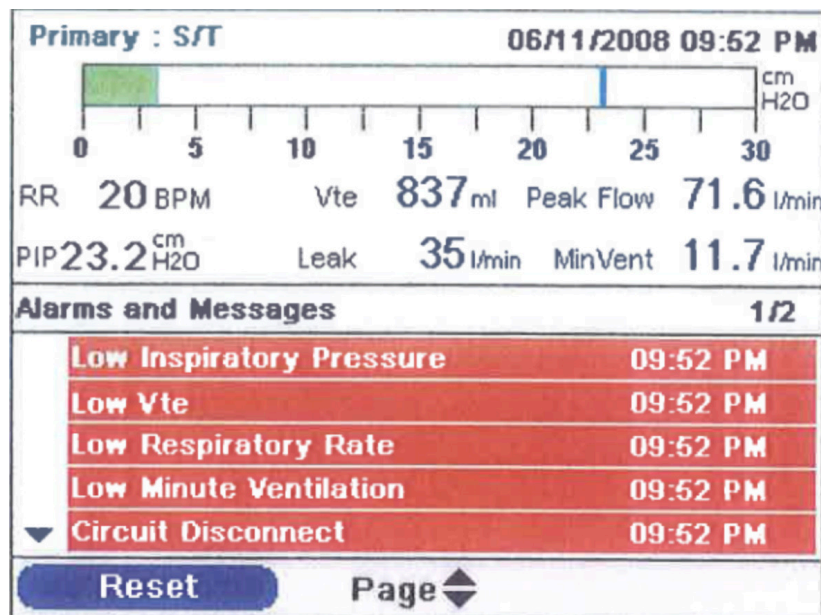 Primary : S/T 06/11/2008 09:52 PM
cm
H2O
0 5 10 15 20 25 30
RR 20 BPM Vte 837 ml Peak Flow 71.6 l/min
PIP 23.2 cm H2O Leak 35 l/min MinVent 11.7 l/min
Alarms and Messages 1/2
Low Inspiratory Pressure 09:52 PM
Low Vte 09:52 PM
Low Respiratory Rate 09:52 PM
Low Minute Ventilation 09:52 PM
Circuit Disconnect 09:52 PM
Reset Page